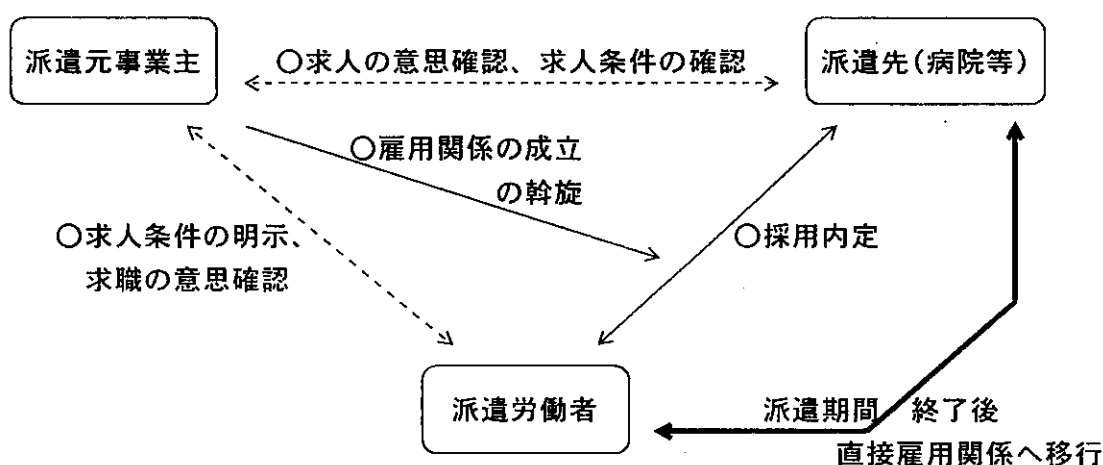 派遣元事業主
○求人の意思確認、求人条件の確認
派遣先(病院等)
○雇用関係の成立
の斡旋
○求人条件の明示、
求職の意思確認
○採用内定
派遣労働者
派遣期間 終了後
直接雇用関係へ移行